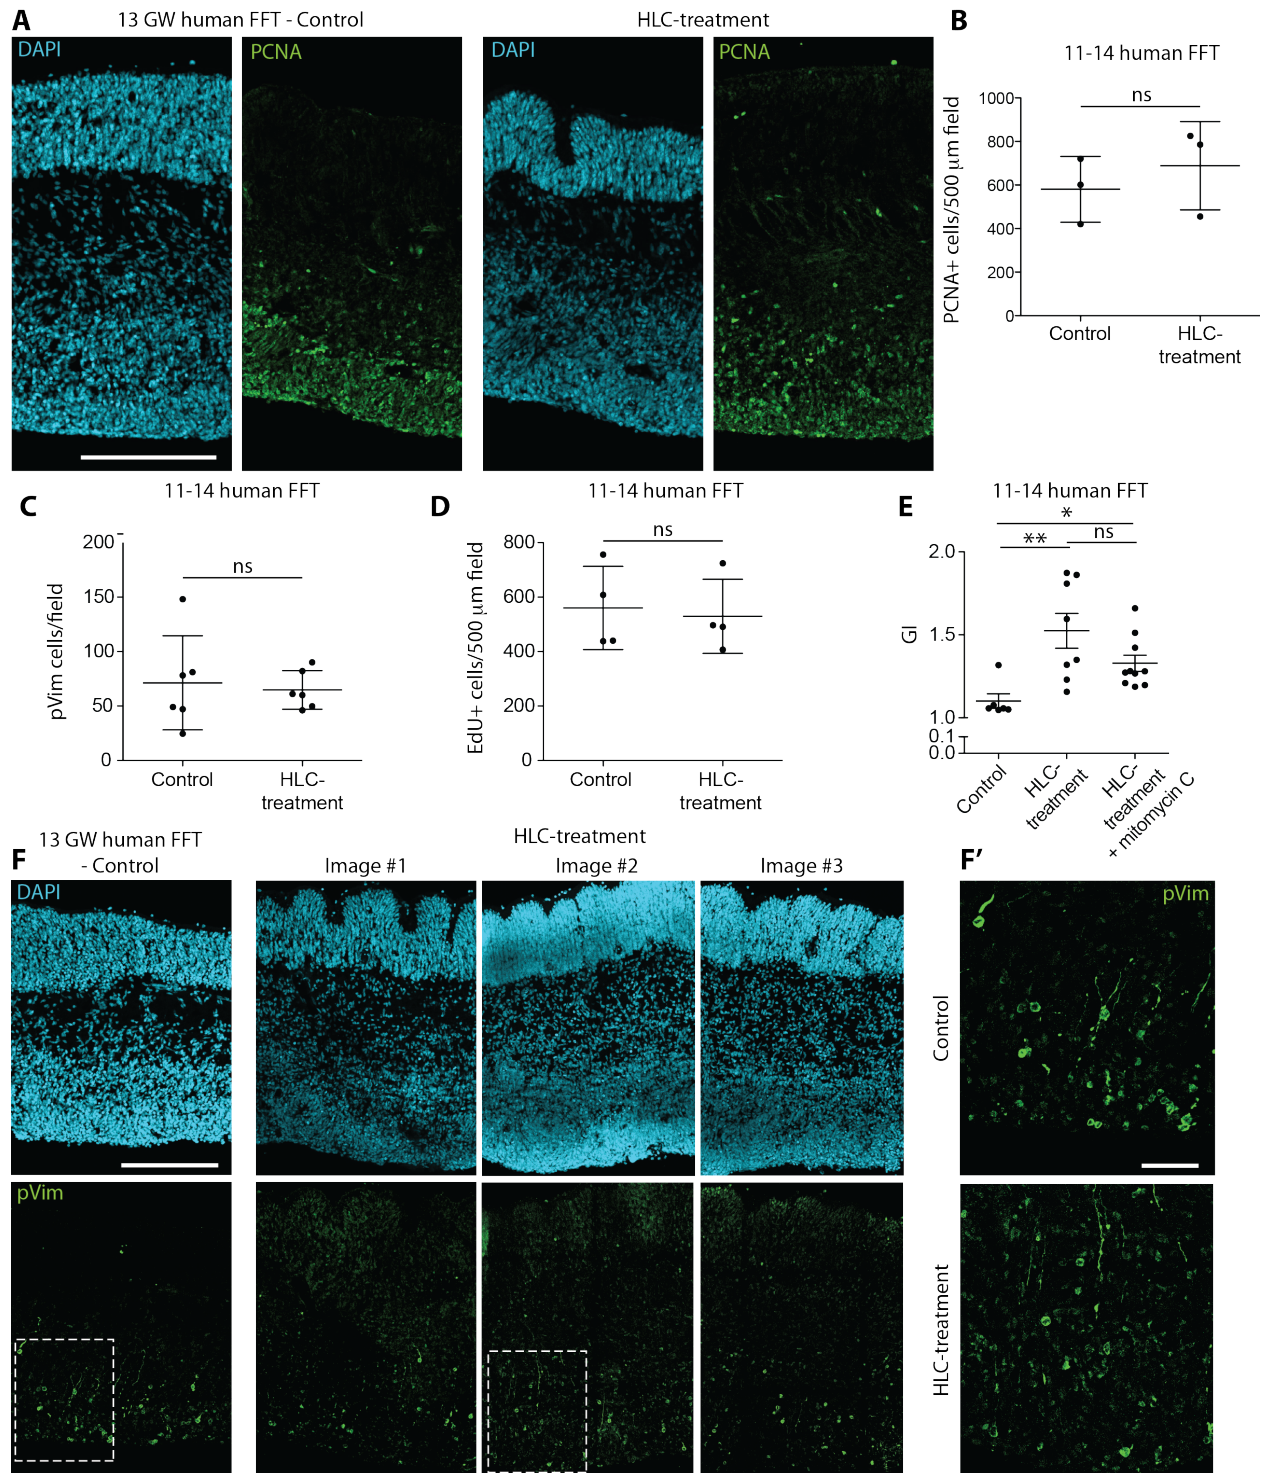 A
13 GW human FFT - Control
HLC-treatment
DAPI
PCNA
DAPI
PCNA
B
11-14 human FFT
ns
PCNA+ cells/500 µm field
1000
800
600
400
200
0
Control
HLC-
treatment
C
11-14 human FFT
ns
pVim cells/field
200
150
100
50
0
Control
HLC-
treatment
D
11-14 human FFT
ns
EdU+ cells/500 µm field
800
600
400
200
0
Control
HLC-
treatment
E
11-14 human FFT
*
**
ns
GI
2.0
1.5
1.0
0.1
0.0
Control
HLC-
treatment
HLC-
treatment
+ mitomycin C
F
13 GW human FFT
- Control
HLC-treatment
Image #1
Image #2
Image #3
DAPI
pVim
F'
pVim
Control
HLC-treatment